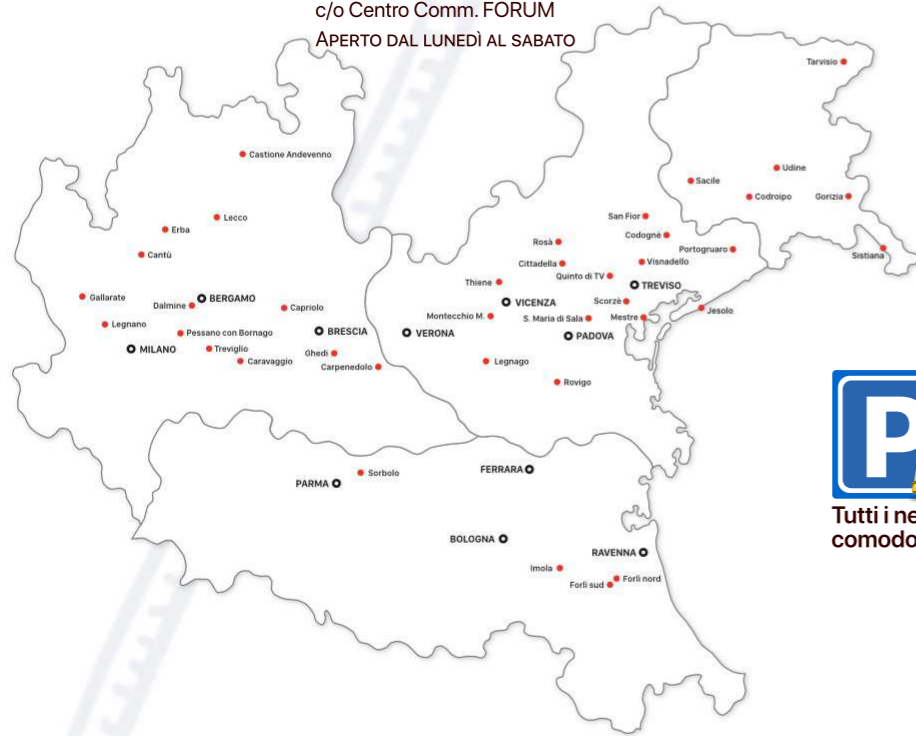 c/o Centro Comm. FORUM
APERTO DAL LUNEDÌ AL SABATO
Tarvisio
Castione Andevenno
Udine
Sacile
Codroipo
Gorizia
Lecco
San Fior
Erba
Codognè
Rosà
Portogruaro
Sistiana
Cantù
Cittadella
Visnadello
Quinto di TV
Thiene
TREVISO
Gallarate
BERGAMO
Dalmine
Capriolo
VICENZA
Scorzè
Jesolo
Montecchio M.
S. Maria di Sala
Mestre
Legnano
Pessano con Bornago
BRESCIA
VERONA
PADOVA
MILANO
Treviglio
Ghedi
Caravaggio
Carpenedolo
Legnago
Rovigo
FERRARA
Sorbolo
PARMA
P
Tutti i ne
comodo
BOLOGNA
RAVENNA
Imola
Forlì nord
Forlì sud